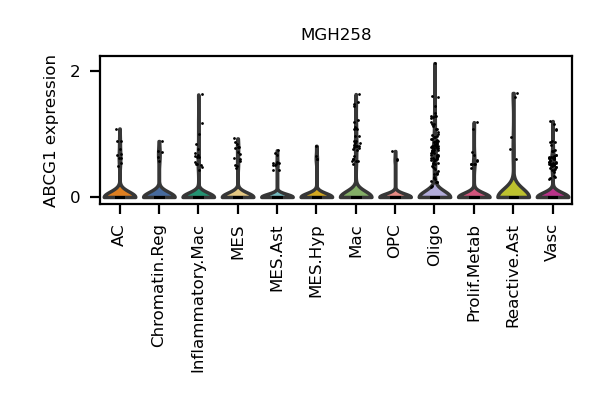 MGH258
ABCG1 expression
2
0
AC
Chromatin.Reg
Inflammatory.Mac
MES
MES.Ast
MES.Hyp
Mac
OPC
Oligo
Prolif.Metab
Reactive.Ast
Vasc